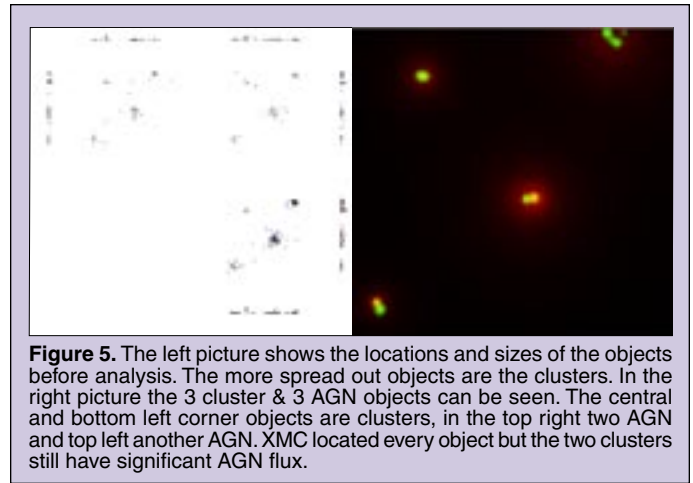 Figure 5. The left picture shows the locations and sizes of the objects
before analysis. The more spread out objects are the clusters. In the
right picture the 3 cluster & 3 AGN objects can be seen. The central
and bottom left corner objects are clusters, in the top right two AGN
and top left another AGN. XMC located every object but the two clusters
still have significant AGN flux.